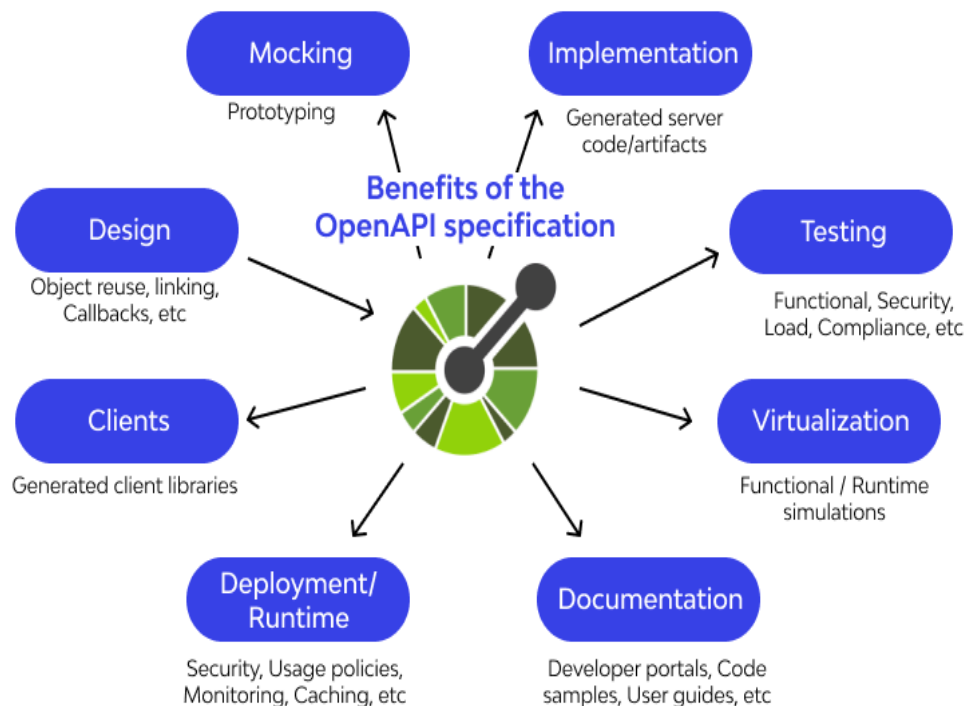 Mocking
Prototyping
Implementation
Generated server
code/artifacts
Benefits of the
OpenAPI specification
Design
Object reuse, linking,
Callbacks, etc
Testing
Functional, Security,
Load, Compliance, etc
Clients
Generated client libraries
Virtualization
Functional / Runtime
simulations
Deployment/
Runtime
Security, Usage policies,
Monitoring, Caching, etc
Documentation
Developer portals, Code
samples, User guides, etc